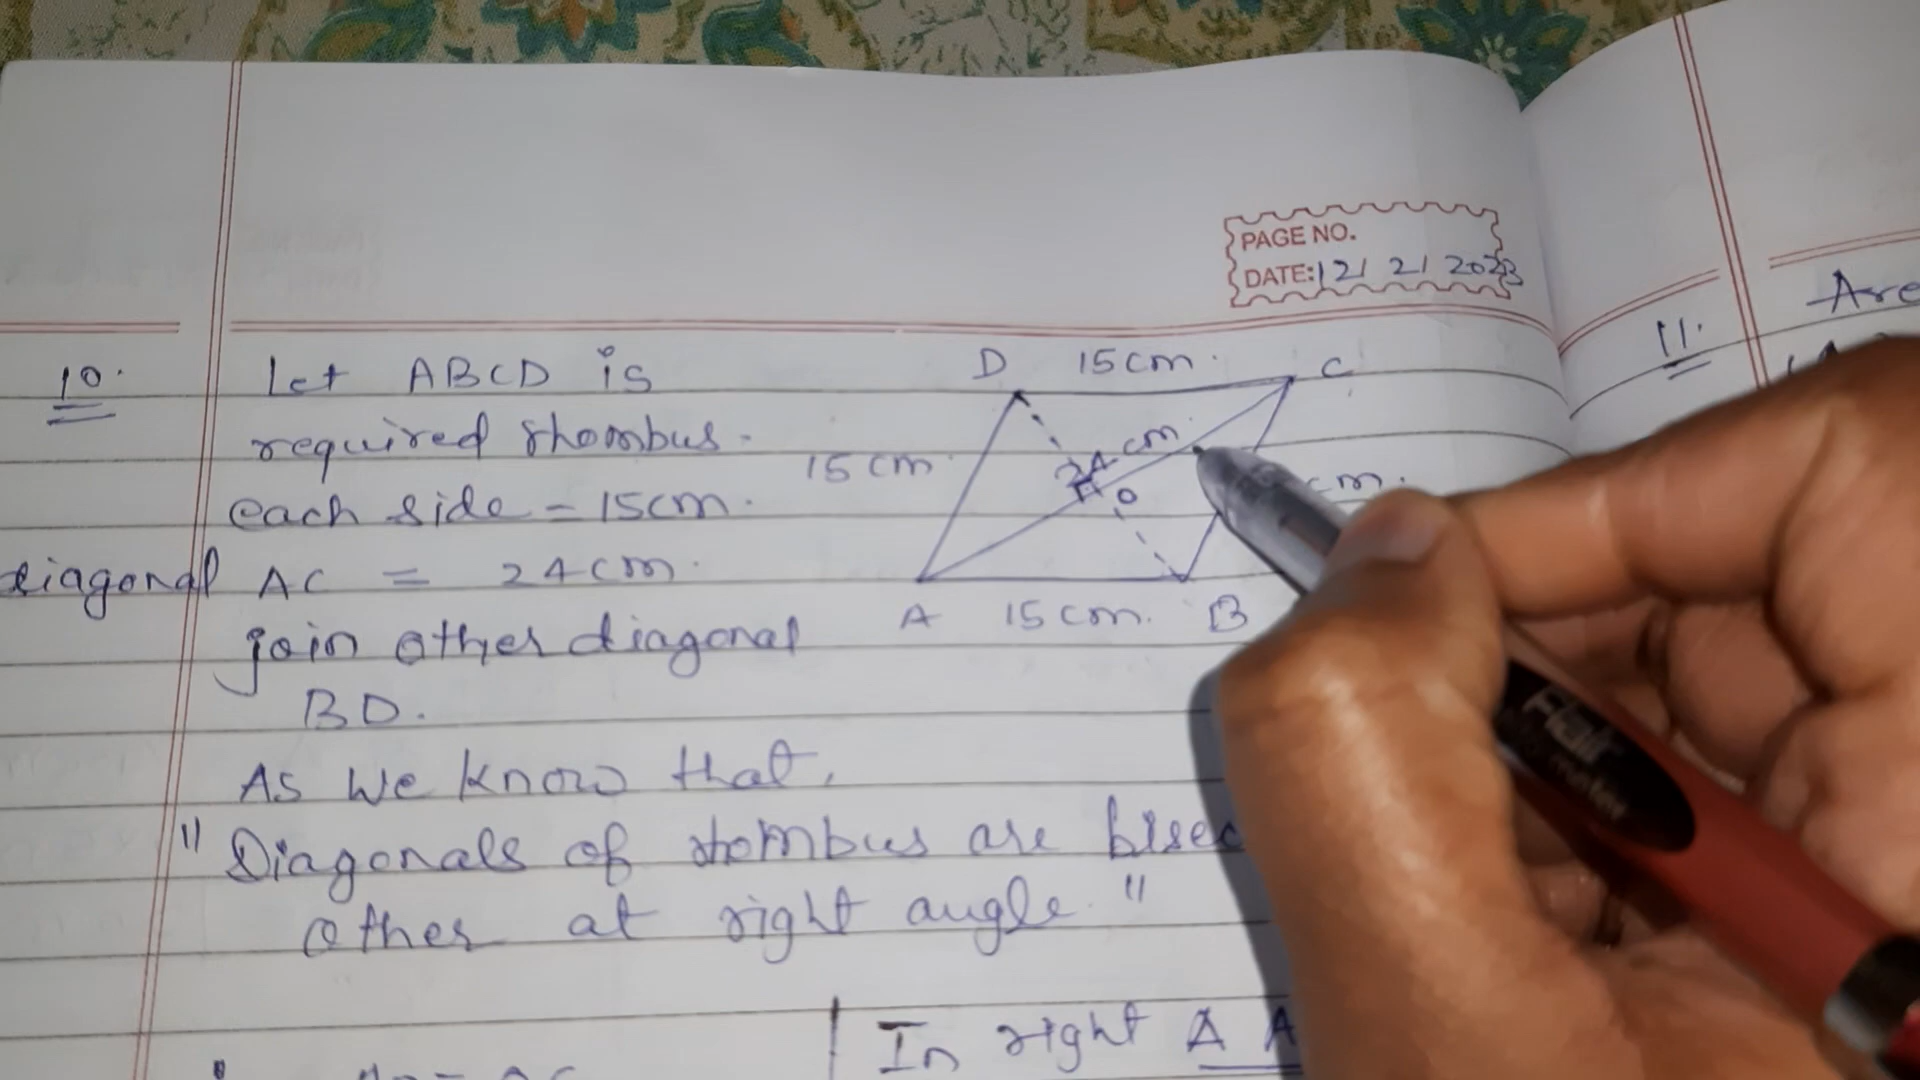 PAGE NO.
DATE: 12/ 2/ 2023
10.
Let ABCD is
required rhombus.
each side = 15cm.
diagonal AC = 24cm.
join other diagonal
BD.
As we know that,
"Diagonals of rhombus are bisec
other at right angle."
In right Δ A
D 15cm. C
15cm.
24 cm.
O
cm.
A 15cm. B
11.
Are
Flair